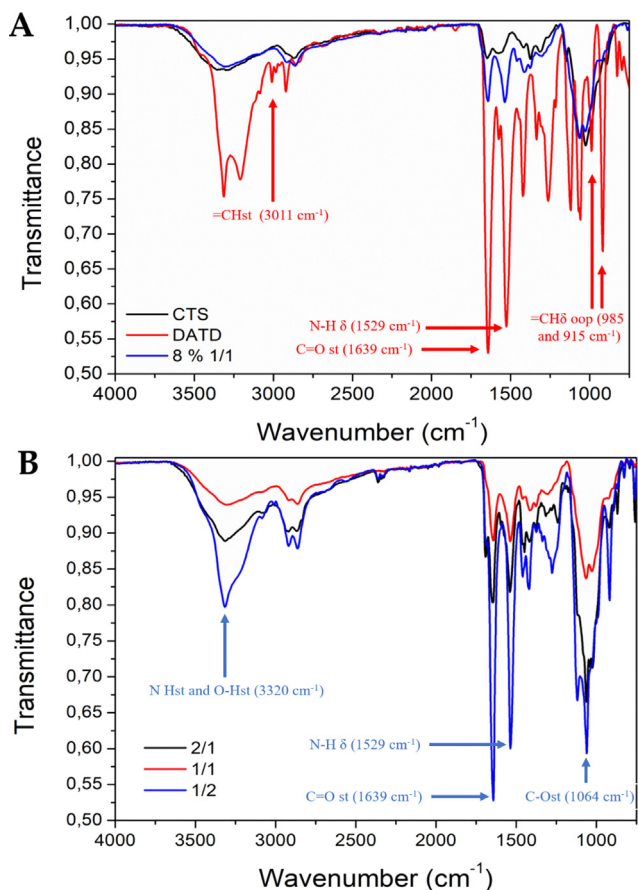 A
1,00
0,95
0,90
0,85
0,80
0,75
0,70
0,65
0,60
0,55
0,50
Transmittance
=CHst (3011 cm-1)
N-H δ (1529 cm-1)
C=O st (1639 cm-1)
=CHδ oop (985
and 915 cm-1)
CTS
DATD
8 % 1/1
4000 3500 3000 2500 2000 1500 1000
Wavenumber (cm-1)
B
1,00
0,95
0,90
0,85
0,80
0,75
0,70
0,65
0,60
0,55
0,50
Transmittance
N Hst and O-Hst (3320 cm-1)
N-H δ (1529 cm-1)
C=O st (1639 cm-1)
C-Ost (1064 cm-1)
2/1
1/1
1/2
4000 3500 3000 2500 2000 1500 1000
Wavenumber (cm-1)